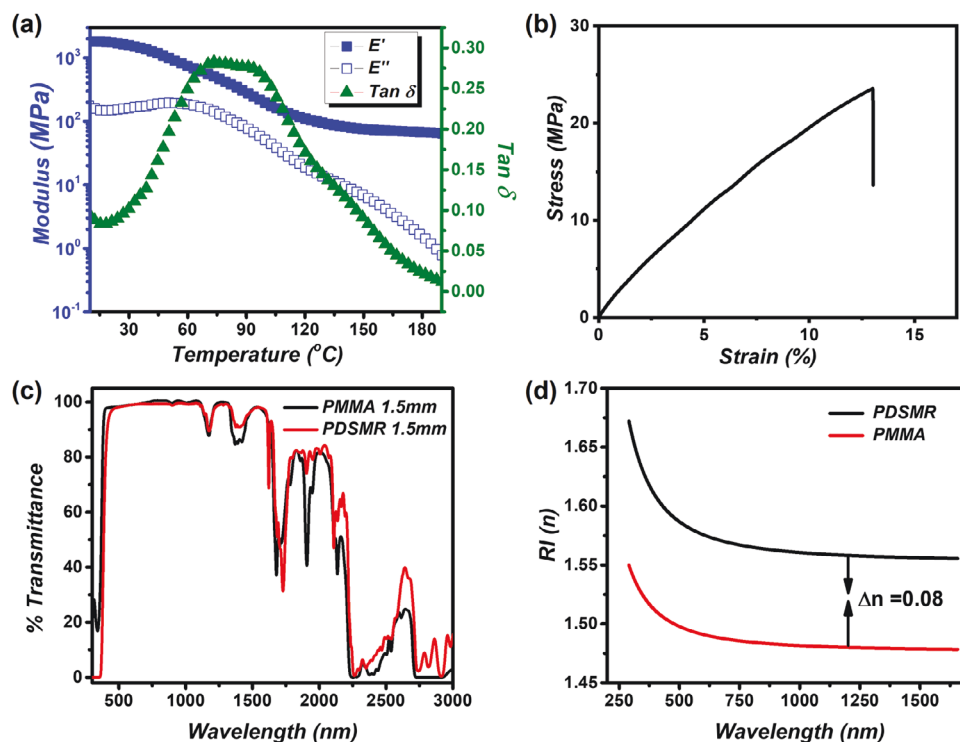 (a)
E'
E''
Tan δ
10³
10²
10¹
10⁰
10⁻¹
Modulus (MPa)
0.30
0.25
0.20
0.15
0.10
0.05
0.00
Tan δ
30 60 90 120 150 180
Temperature (°C)
(b)
30
20
10
0
Stress (MPa)
0 5 10 15
Strain (%)
(c)
PMMA 1.5mm
PDSMR 1.5mm
100
80
60
40
20
0
% Transmittance
500 1000 1500 2000 2500 3000
Wavelength (nm)
(d)
PDSMR
PMMA
1.70
1.65
1.60
1.55
1.50
1.45
RI (n)
Δn =0.08
250 500 750 1000 1250 1500
Wavelength (nm)